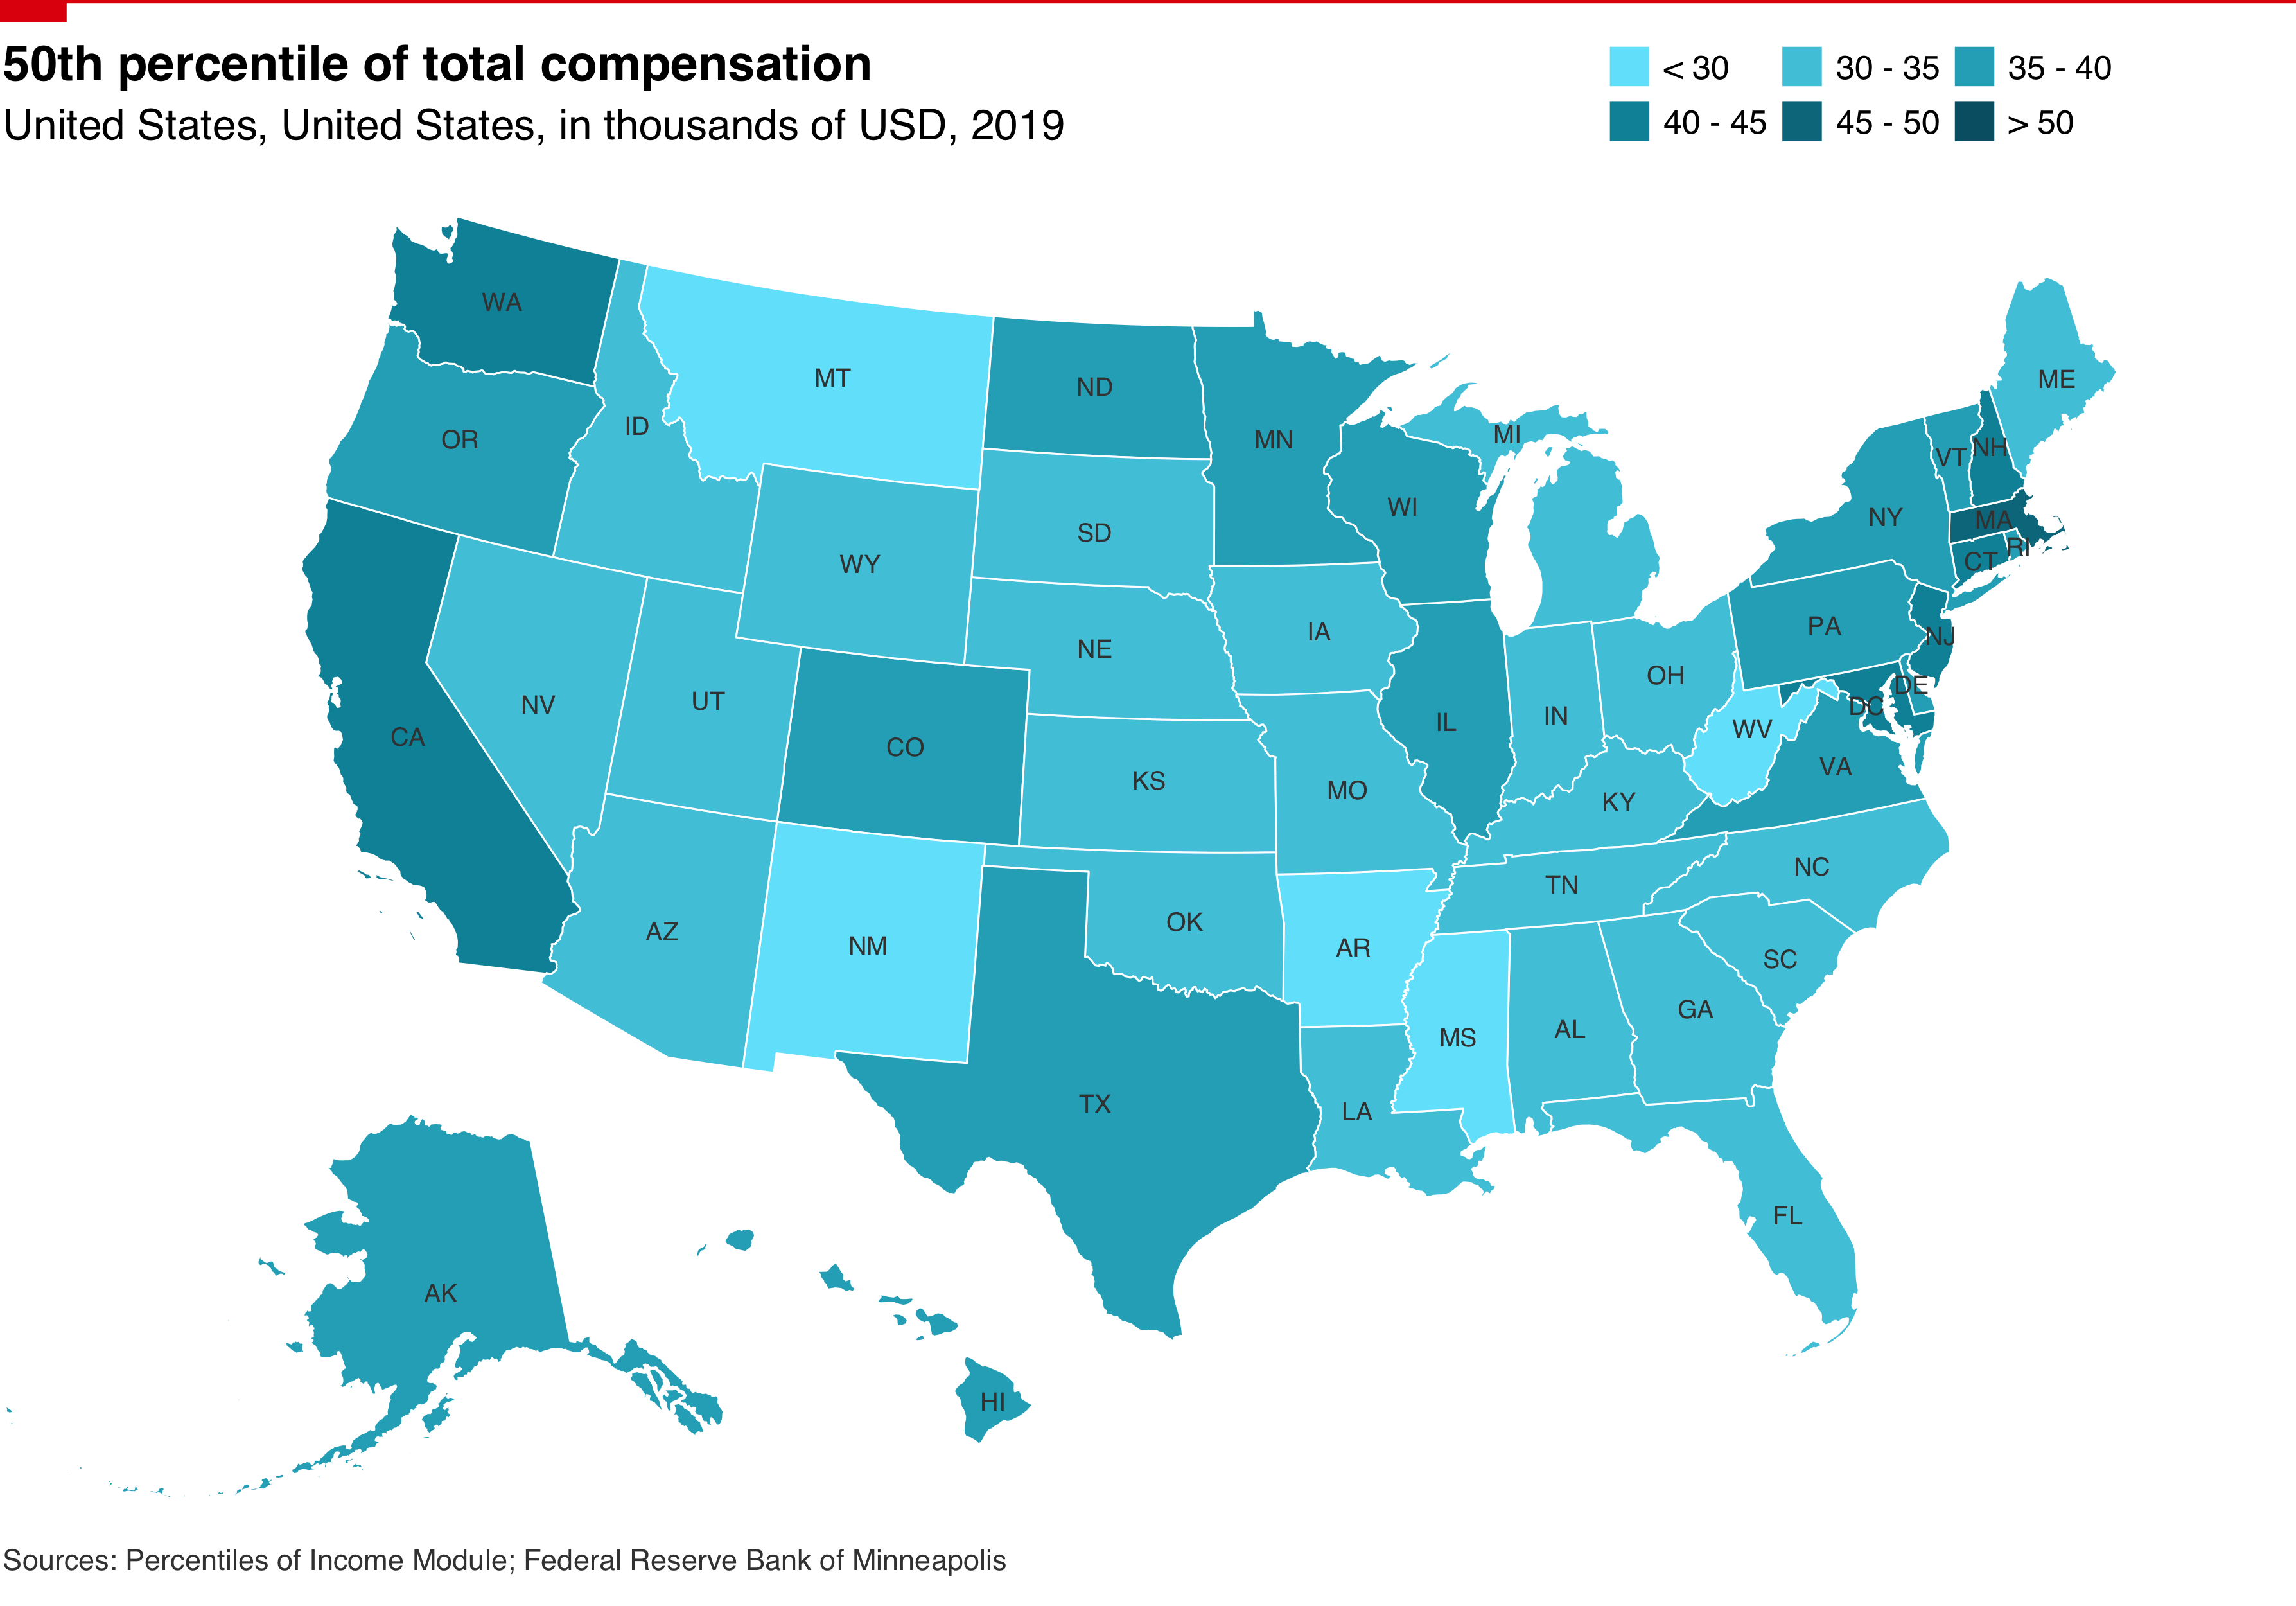 50th percentile of total compensation
United States, United States, in thousands of USD, 2019
< 30
30 - 35
35 - 40
40 - 45
45 - 50
> 50
WA
MT
ND
MN
MI
ME
OR
ID
SD
WI
VT
NH
WY
NY
MA
RI
CT
NE
IA
PA
NJ
NV
UT
CO
CA
IL
IN
OH
DE
DC
WV
KS
MO
KY
VA
AZ
NM
OK
TN
NC
AR
SC
MS
AL
GA
TX
LA
FL
AK
HI
Sources: Percentiles of Income Module; Federal Reserve Bank of Minneapolis